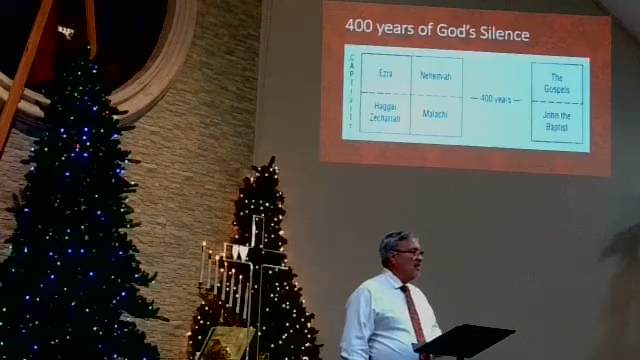 400 years of God's Silence
CAPTIVITY
Ezra
Nehemiah
Haggai
Zechariah
Malachi
400 years
The
Gospels
John the
Baptist